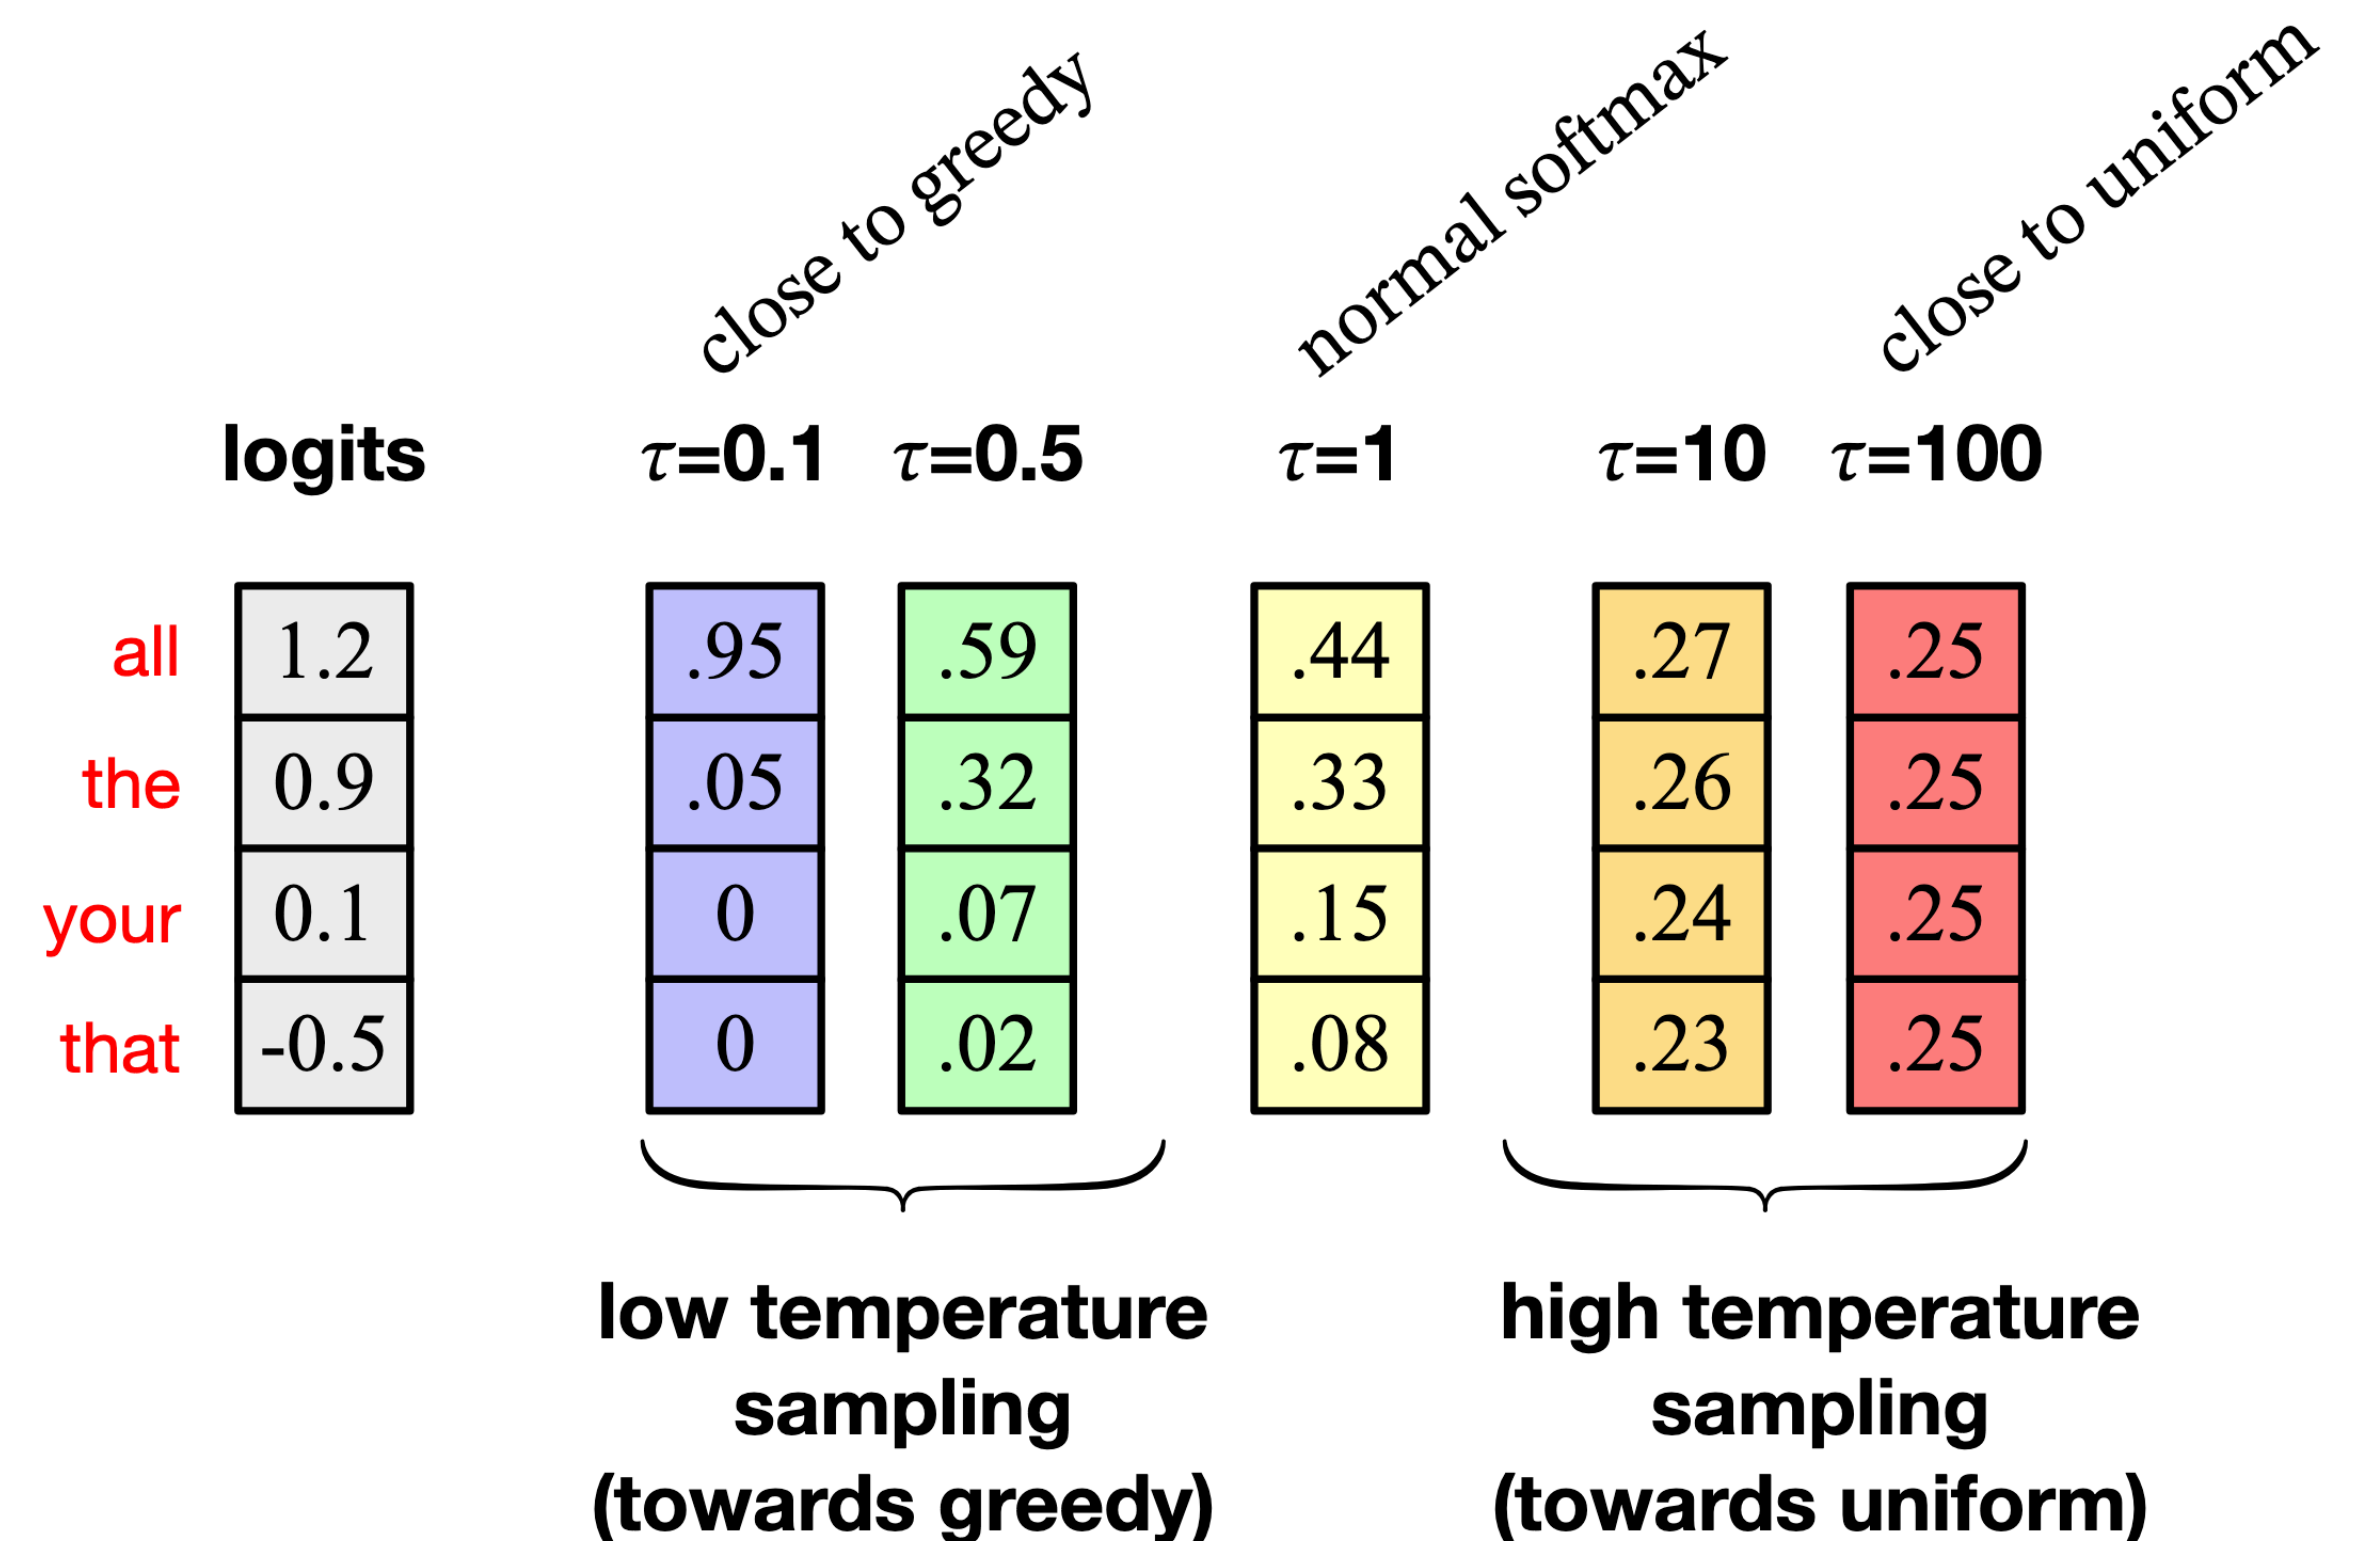 close to greedy
normal softmax
close to uniform
logits τ=0.1 τ=0.5 τ=1 τ=10 τ=100
all 1.2 .95 .59 .44 .27 .25
the 0.9 .05 .32 .33 .26 .25
your 0.1 0 .07 .15 .24 .25
that -0.5 0 .02 .08 .23 .25
low temperature
sampling
(towards greedy)
high temperature
sampling
(towards uniform)